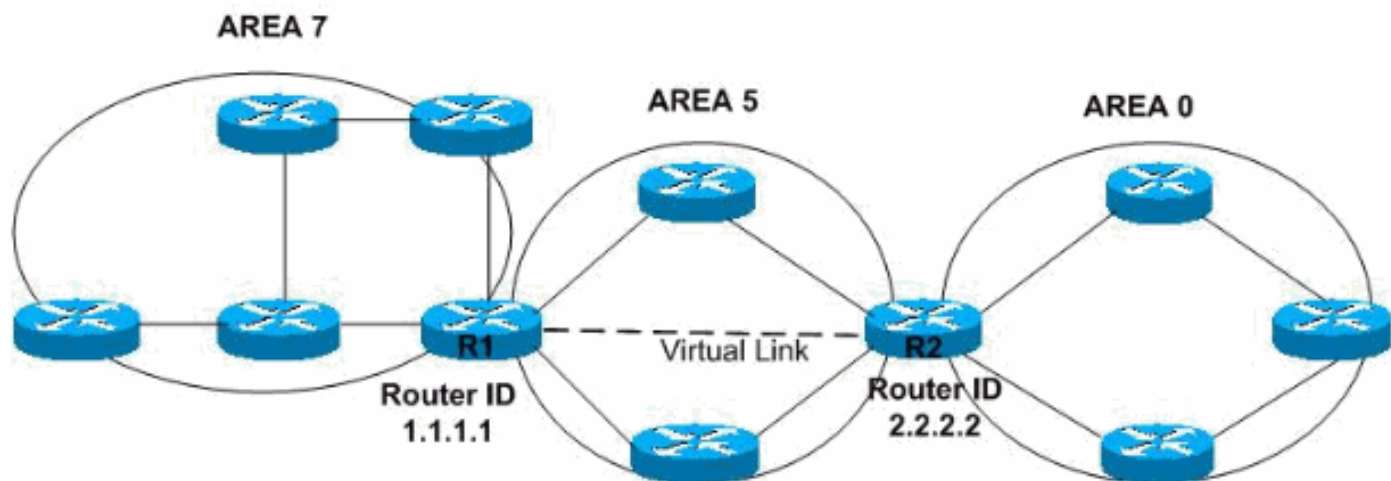 AREA 7
AREA 5
AREA 0
R1
Virtual Link
R2
Router ID
1.1.1.1
Router ID
2.2.2.2